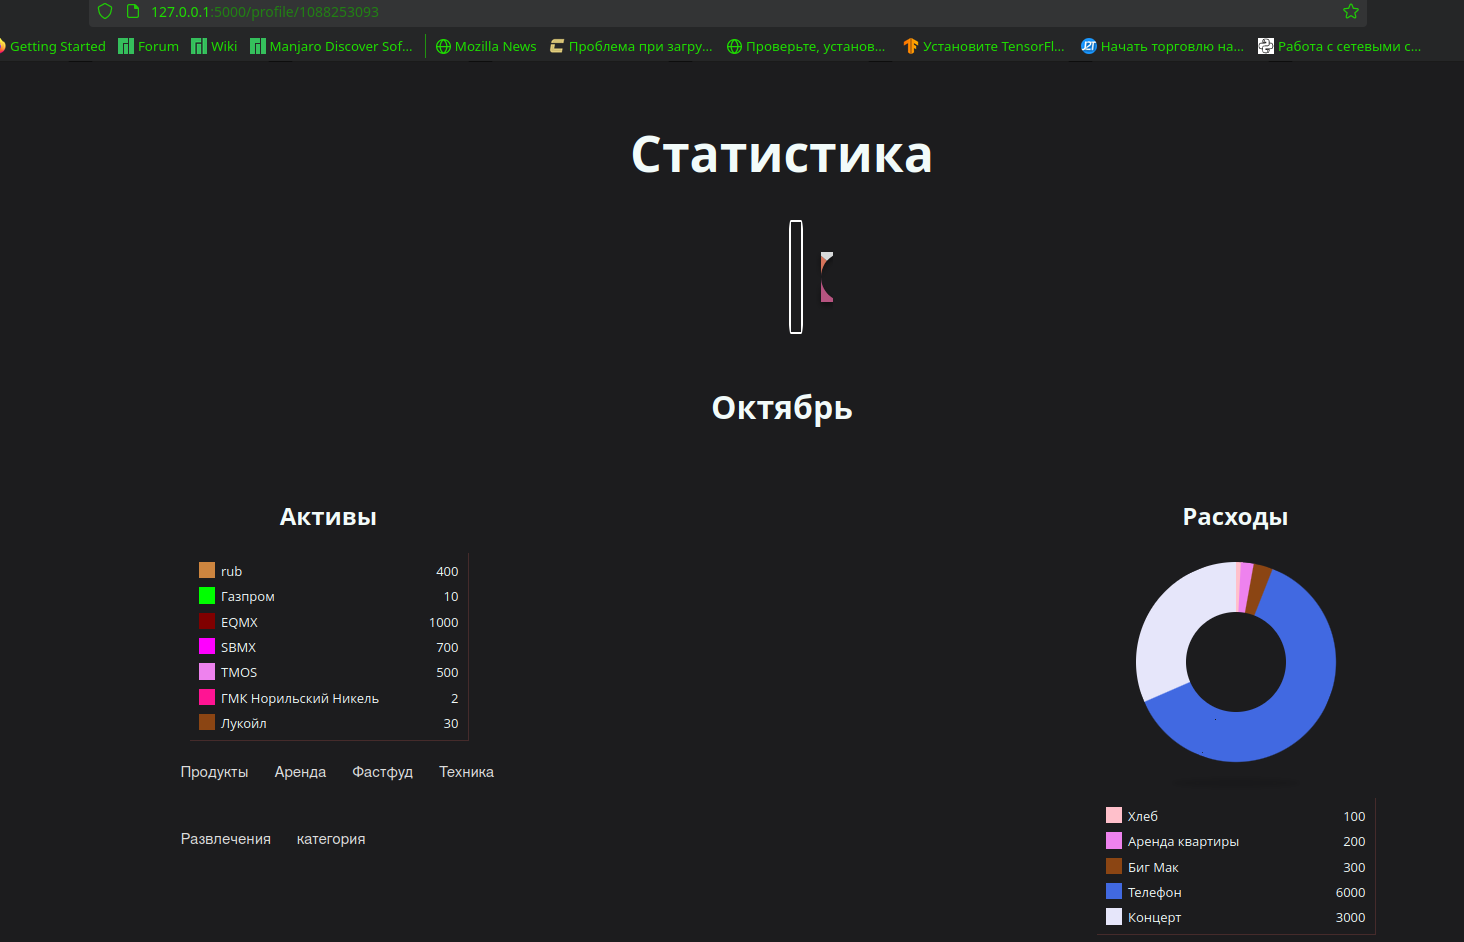 127.0.0.1:5000/profile/1088253093
Getting Started Forum Wiki Manjaro Discover Sof... Mozilla News Проблема при загру... Проверьте, установ... Установите TensorFl... Начать торговлю на... Работа с сетевыми с...
Статистика
Октябрь
Активы
rub 400
Газпром 10
EQMX 1000
SBMX 700
TMOS 500
ГМК Норильский Никель 2
Лукойл 30
Продукты Аренда Фастфуд Техника
Развлечения категория
Расходы
Хлеб 100
Аренда квартиры 200
Биг Мак 300
Телефон 6000
Концерт 3000